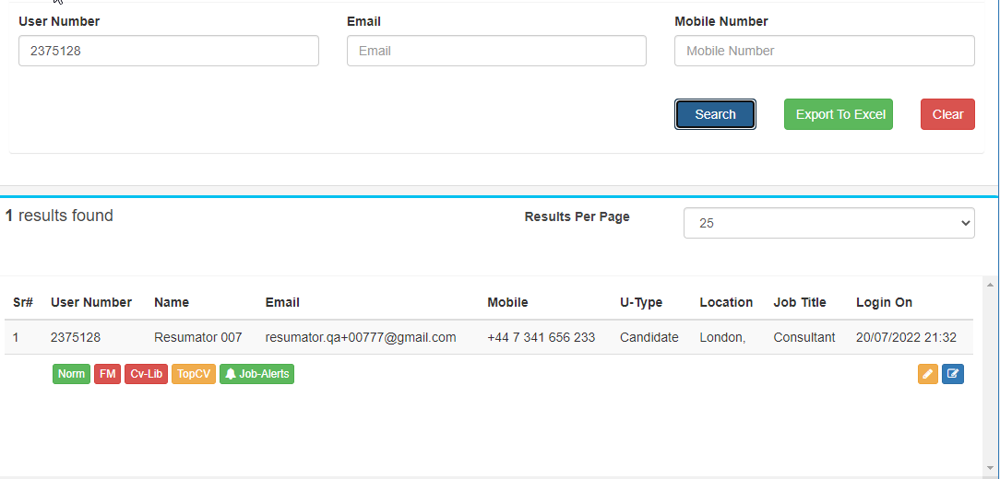 User Number Email Mobile Number
2375128 Email Mobile Number
Search Export To Excel Clear
1 results found Results Per Page 25
Sr# User Number Name Email Mobile U-Type Location Job Title Login On
1 2375128 Resumator 007 resumator.qa+00777@gmail.com +44 7 341 656 233 Candidate London, Consultant 20/07/2022 21:32
Norm FM Cv-Lib TopCV Job-Alerts